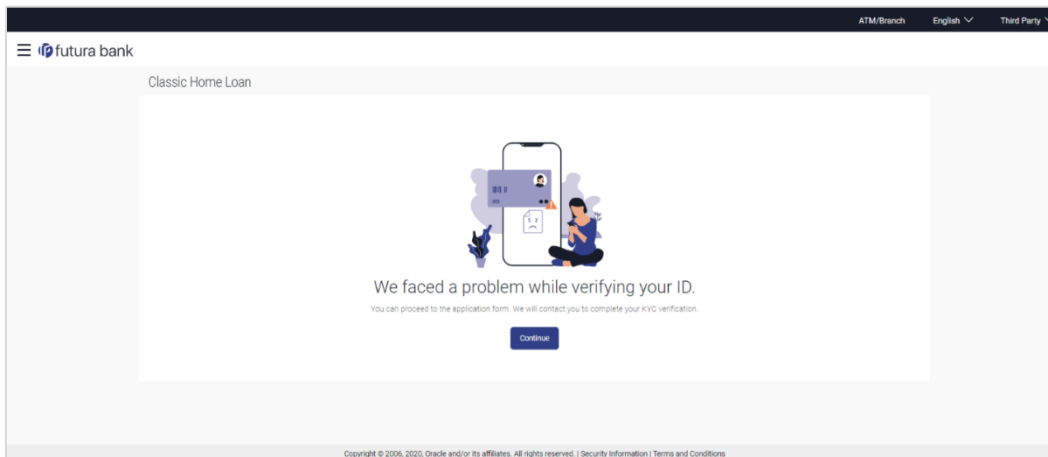 ATM/Branch English Third Party
futura bank
Classic Home Loan
We faced a problem while verifying your ID.
You can proceed to the application form. We will contact you to complete your KYC verification.
Continue
Copyright © 2006, 2020, Oracle and/or its affiliates. All rights reserved. | Security Information | Terms and Conditions